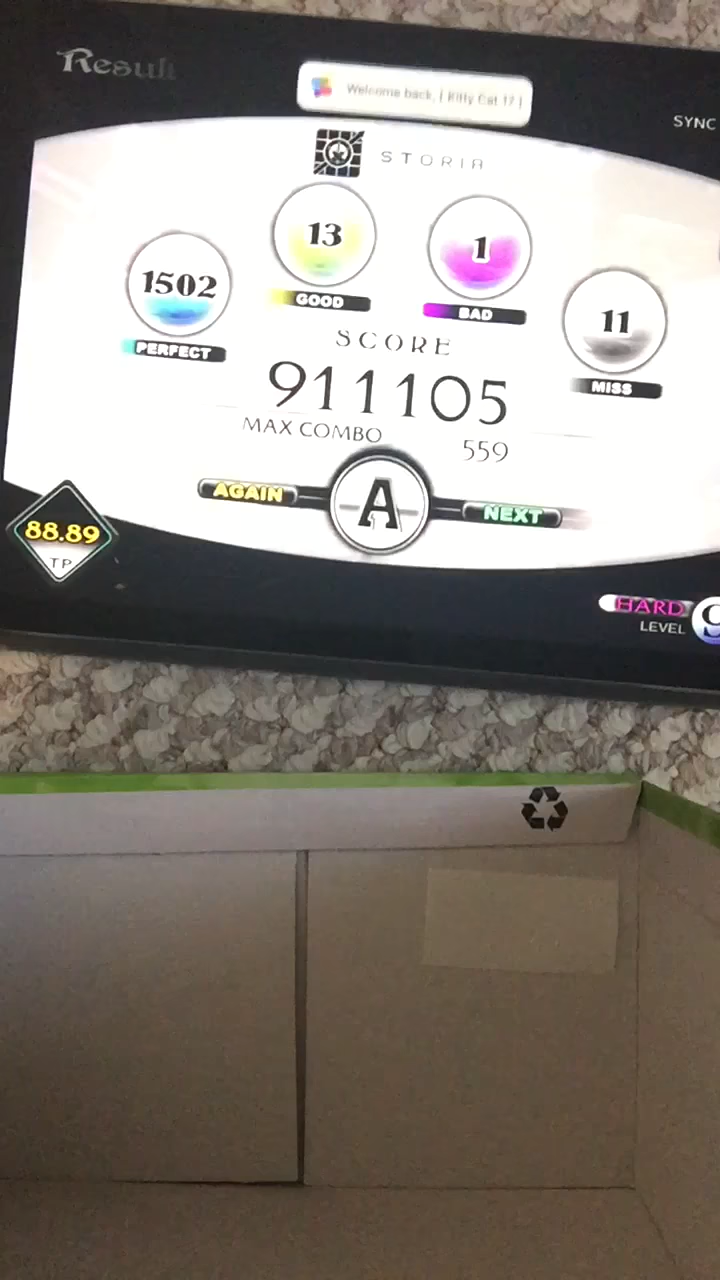 Result
Welcome back, [ Kitty Cat 17 ]
SYNC
STORIA
13
GOOD
1
BAD
1502
PERFECT
11
MISS
SCORE
911105
MAX COMBO 559
AGAIN
A
NEXT
88.89
TP
HARD
LEVEL
9